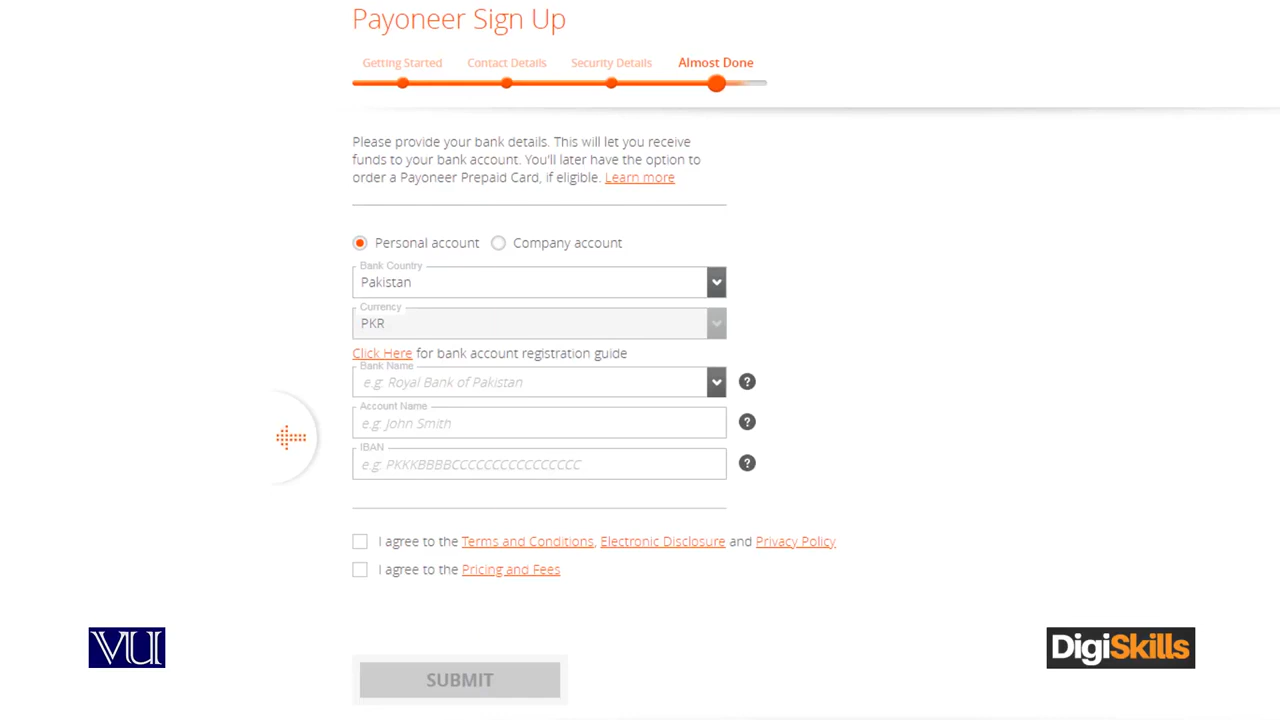 Payoneer Sign Up
Getting Started Contact Details Security Details Almost Done
Please provide your bank details. This will let you receive
funds to your bank account. You'll later have the option to
order a Payoneer Prepaid Card, if eligible. Learn more
Personal account Company account
Bank Country
Pakistan
Currency
PKR
Click Here for bank account registration guide
Bank Name
e.g: Royal Bank of Pakistan
?
Account Name
e.g: John Smith
?
IBAN
e.g: PKKKBBBBCCCCCCCCCCCCCCCC
?
I agree to the Terms and Conditions, Electronic Disclosure and Privacy Policy
I agree to the Pricing and Fees
VU
DigiSkills
SUBMIT